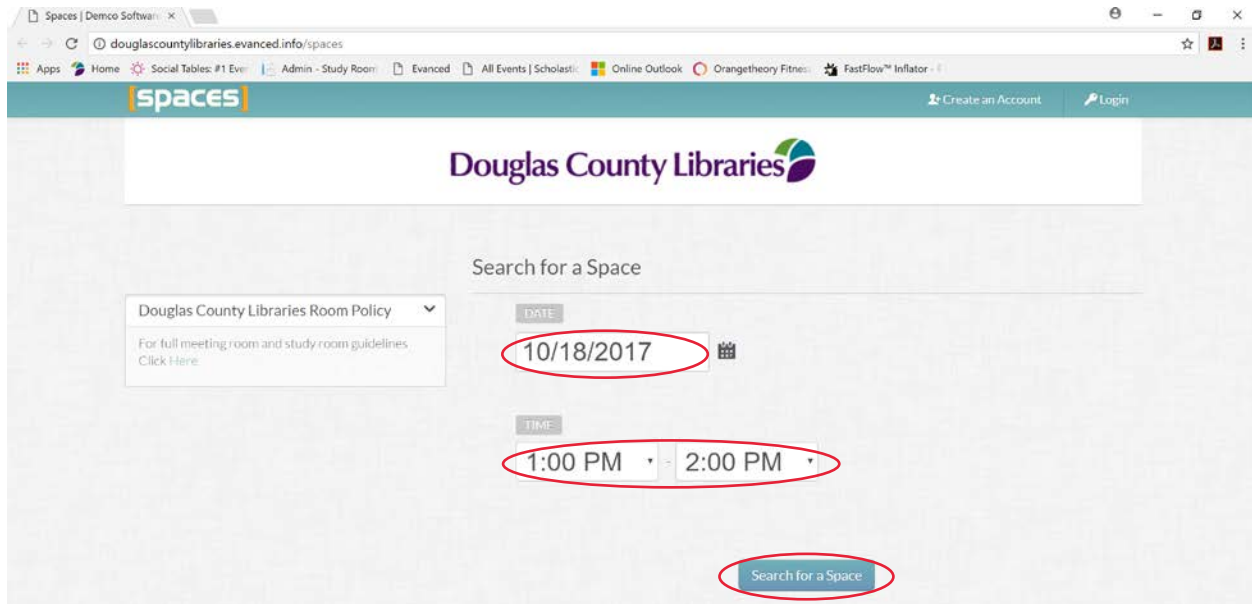 Spaces | Demco Softwar ×
douglascountylibraries.evanced.info/spaces
Apps Home Social Tables: #1 Eve Admin - Study Room Evanced All Events | Scholastic Online Outlook Orangetheory Fitness FastFlow™ Inflator -
[spaces] Create an Account Login
Douglas County Libraries
Search for a Space
Douglas County Libraries Room Policy
For full meeting room and study room guidelines
Click Here
DATE
10/18/2017
TIME
1:00 PM - 2:00 PM
Search for a Space